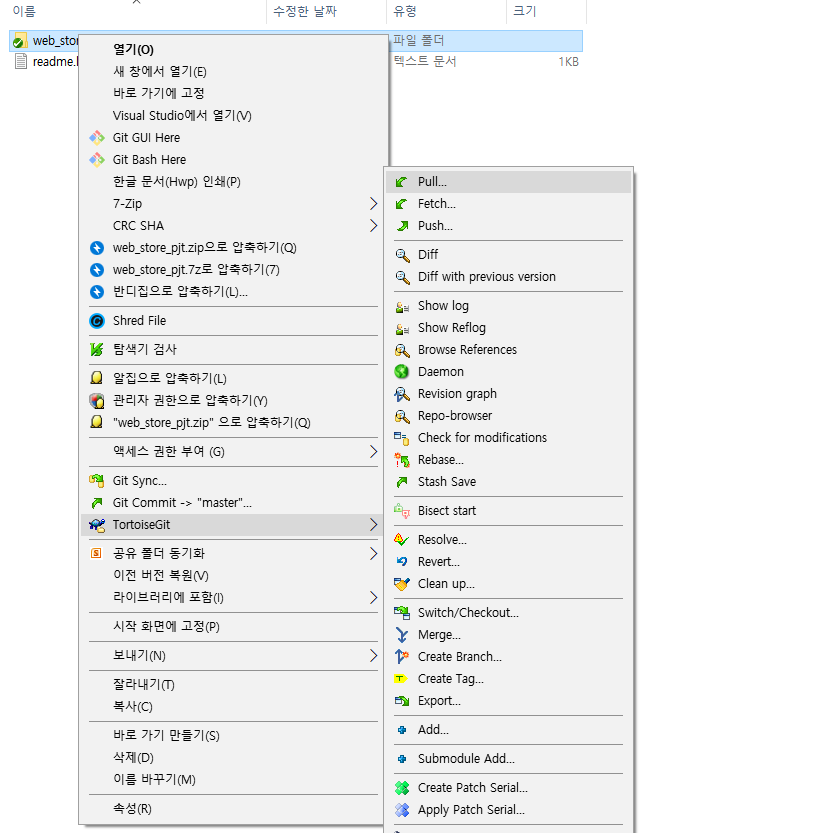 이름 수정한 날짜 유형 크기
web_stor 파일 폴더
readme. 텍스트 문서 1KB
열기(O)
새 창에서 열기(E)
바로 가기에 고정
Visual Studio에서 열기(V)
Git GUI Here
Git Bash Here
한글 문서(Hwp) 인쇄(P)
7-Zip
CRC SHA
web_store_pjt.zip으로 압축하기(Q)
web_store_pjt.7z로 압축하기(7)
반디집으로 압축하기(L)...
Shred File
탐색기 검사
알집으로 압축하기(L)
관리자 권한으로 압축하기(Y)
"web_store_pjt.zip" 으로 압축하기(Q)
액세스 권한 부여 (G)
Git Sync...
Git Commit -> "master"...
TortoiseGit
공유 폴더 동기화
이전 버전 복원(V)
라이브러리에 포함(I)
시작 화면에 고정(P)
보내기(N)
잘라내기(T)
복사(C)
바로 가기 만들기(S)
삭제(D)
이름 바꾸기(M)
속성(R)
Pull...
Fetch...
Push...
Diff
Diff with previous version
Show log
Show Reflog
Browse References
Daemon
Revision graph
Repo-browser
Check for modifications
Rebase...
Stash Save
Bisect start
Resolve...
Revert...
Clean up...
Switch/Checkout...
Merge...
Create Branch...
Create Tag...
Export...
Add...
Submodule Add...
Create Patch Serial...
Apply Patch Serial...